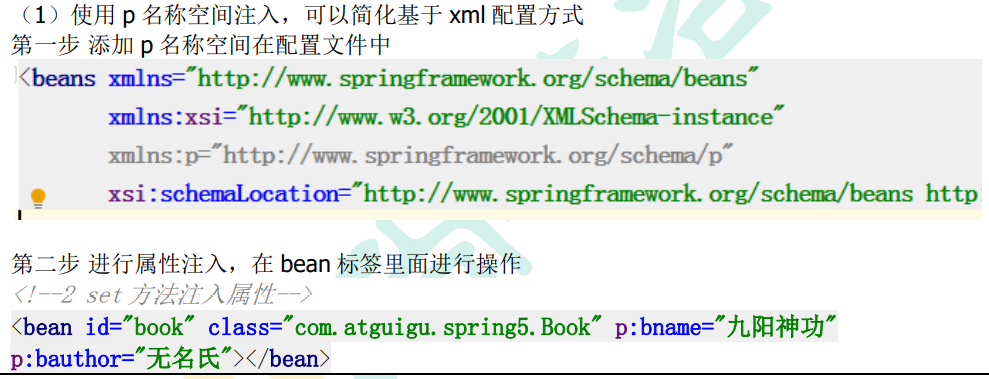 （1）使用 p 名称空间注入，可以简化基于 xml 配置方式
第一步 添加 p 名称空间在配置文件中
<beans xmlns="http://www.springframework.org/schema/beans"
xmlns:xsi="http://www.w3.org/2001/XMLSchema-instance"
xmlns:p="http://www.springframework.org/schema/p"
xsi:schemaLocation="http://www.springframework.org/schema/beans http
第二步 进行属性注入，在 bean 标签里面进行操作
<!--2 set 方法注入属性-->
<bean id="book" class="com.atguigu.spring5.Book" p:bname="九阳神功"
p:bauthor="无名氏"></bean>